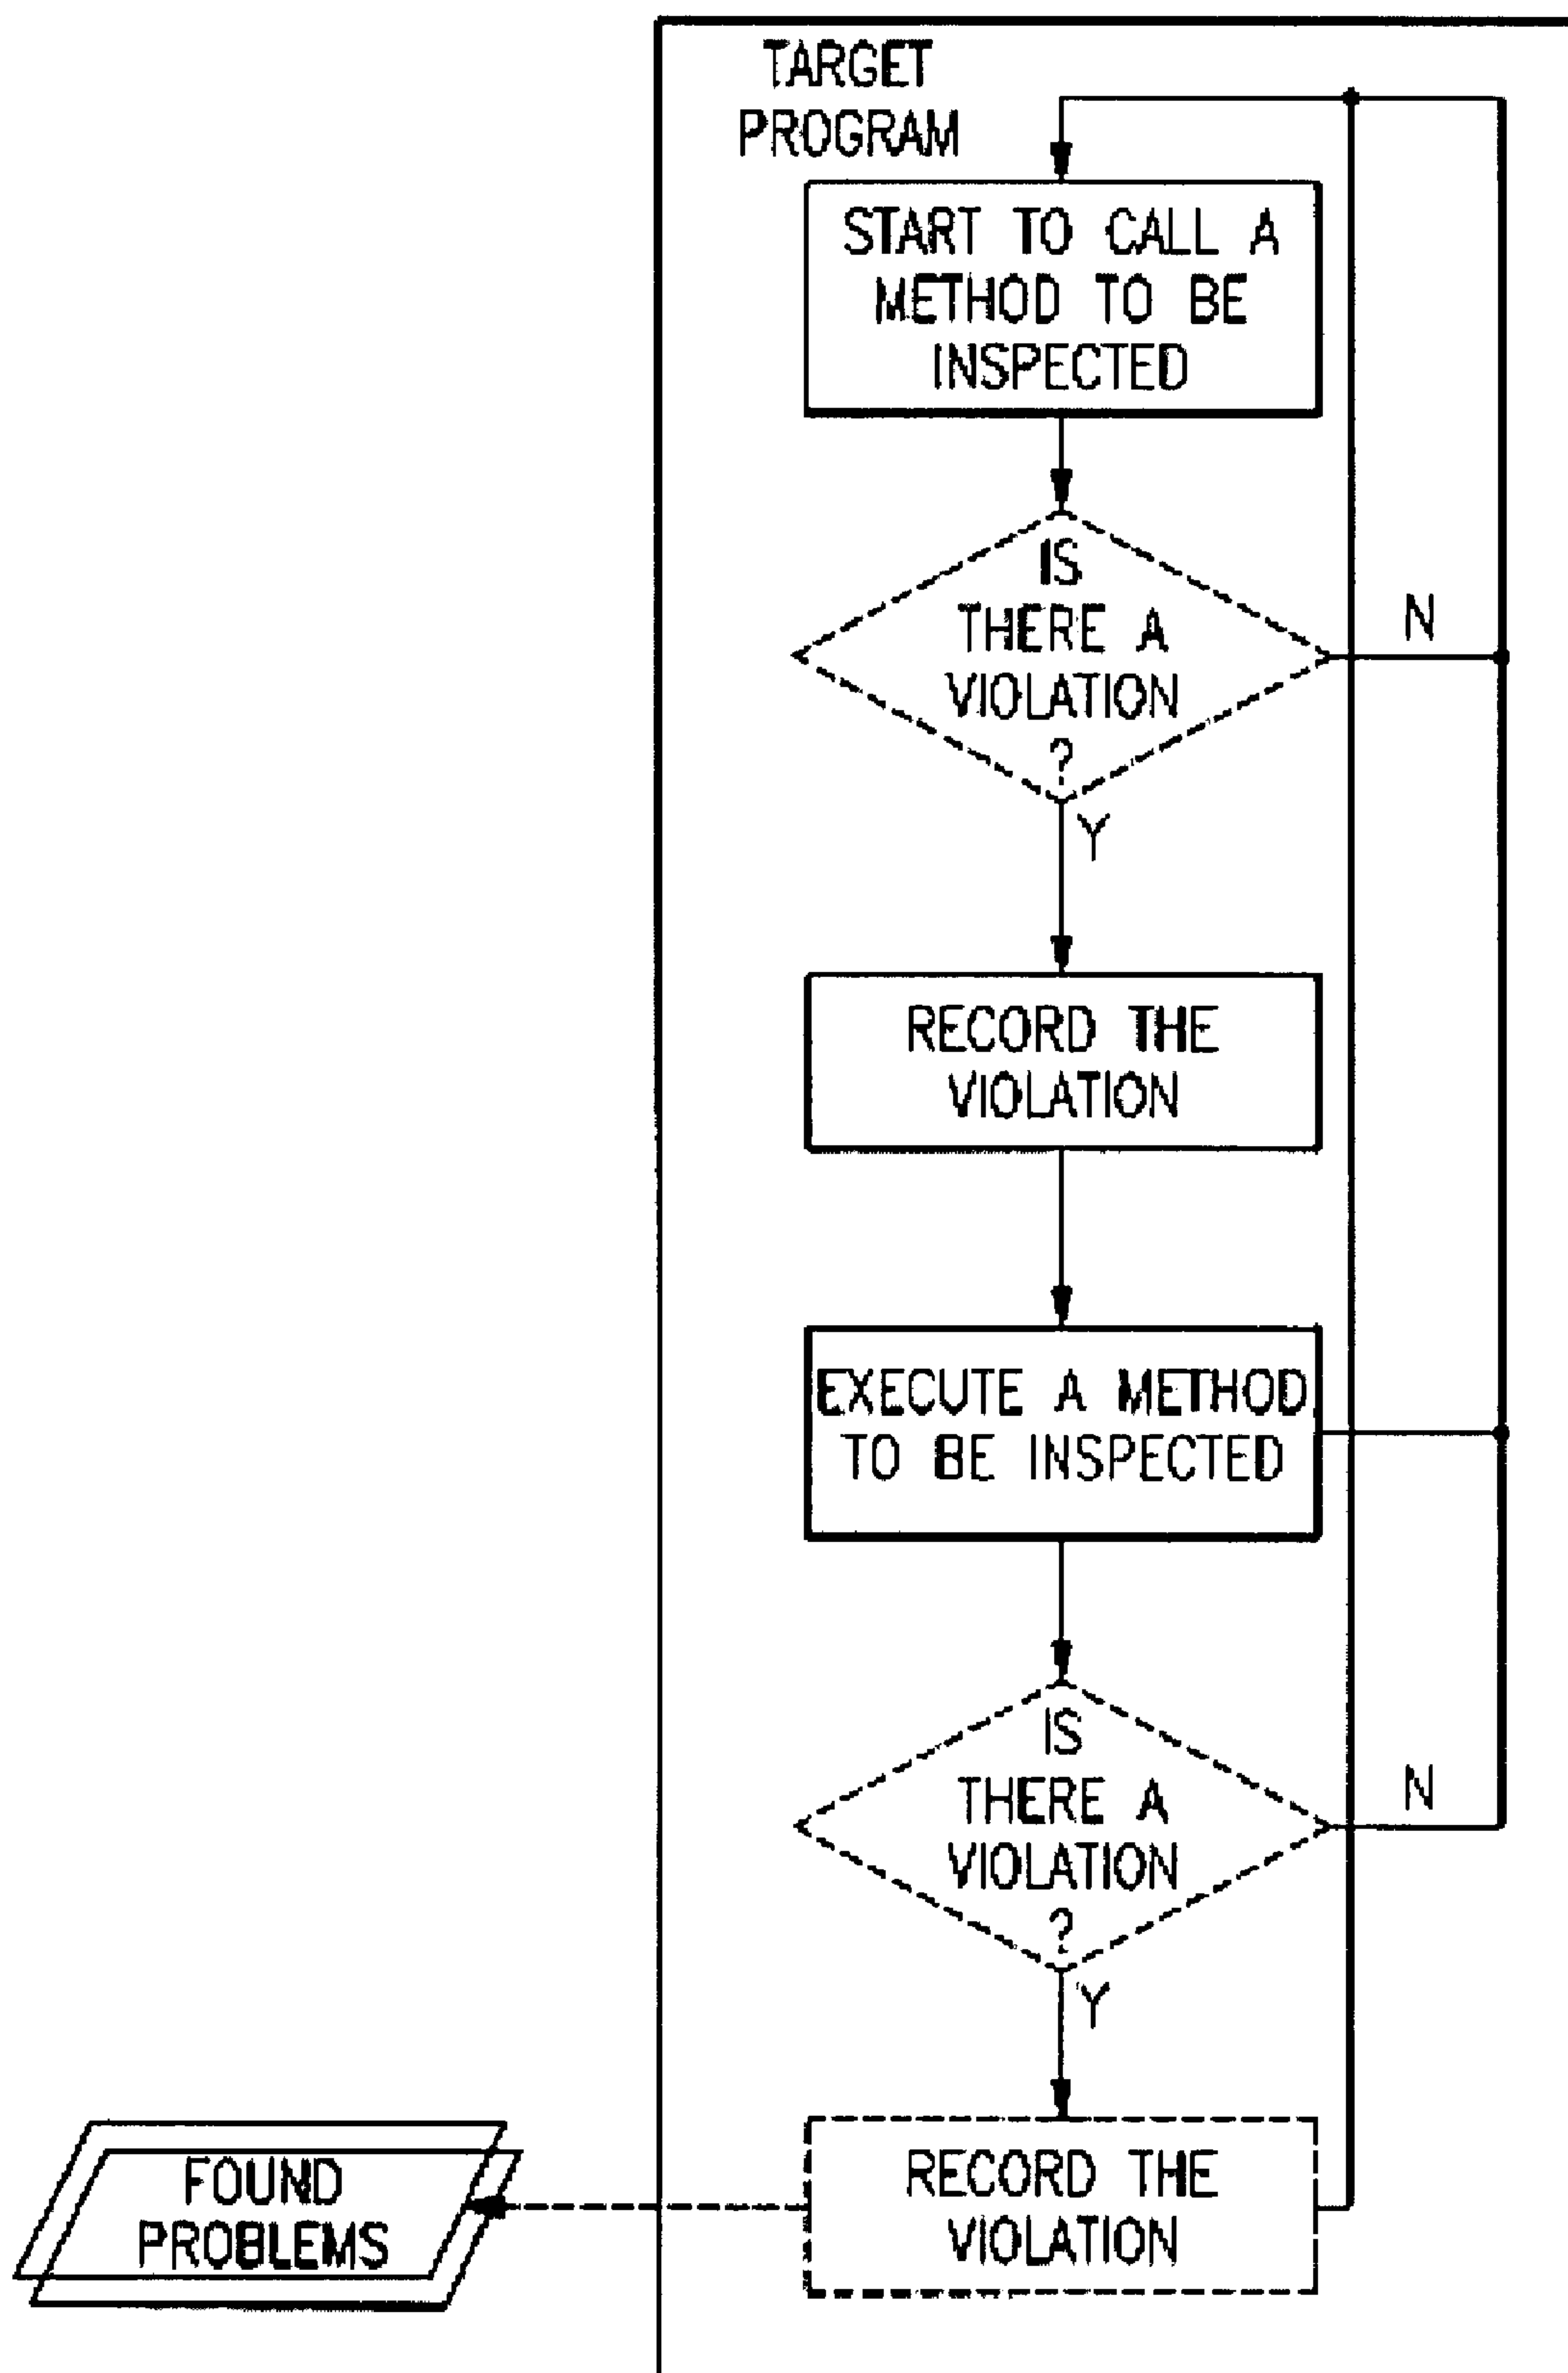 TARGET
PROGRAM
START TO CALL A
METHOD TO BE
INSPECTED
IS
THERE A
VIOLATION
?
N
Y
RECORD THE
VIOLATION
EXECUTE A METHOD
TO BE INSPECTED
IS
THERE A
VIOLATION
?
N
Y
RECORD THE
VIOLATION
FOUND
PROBLEMS